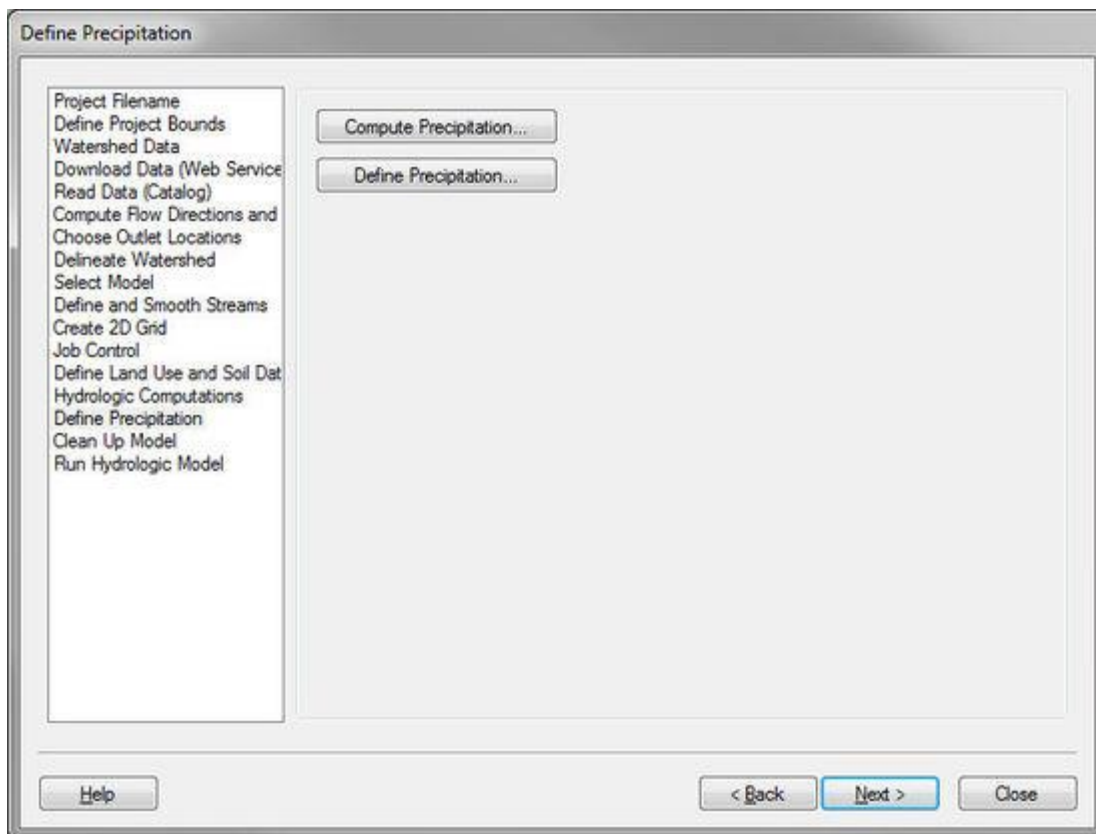 Define Precipitation
Project Filename
Define Project Bounds
Watershed Data
Download Data (Web Service
Read Data (Catalog)
Compute Flow Directions and
Choose Outlet Locations
Delineate Watershed
Select Model
Define and Smooth Streams
Create 2D Grid
Job Control
Define Land Use and Soil Dat
Hydrologic Computations
Define Precipitation
Clean Up Model
Run Hydrologic Model
Compute Precipitation...
Define Precipitation...
Help
< Back
Next >
Close